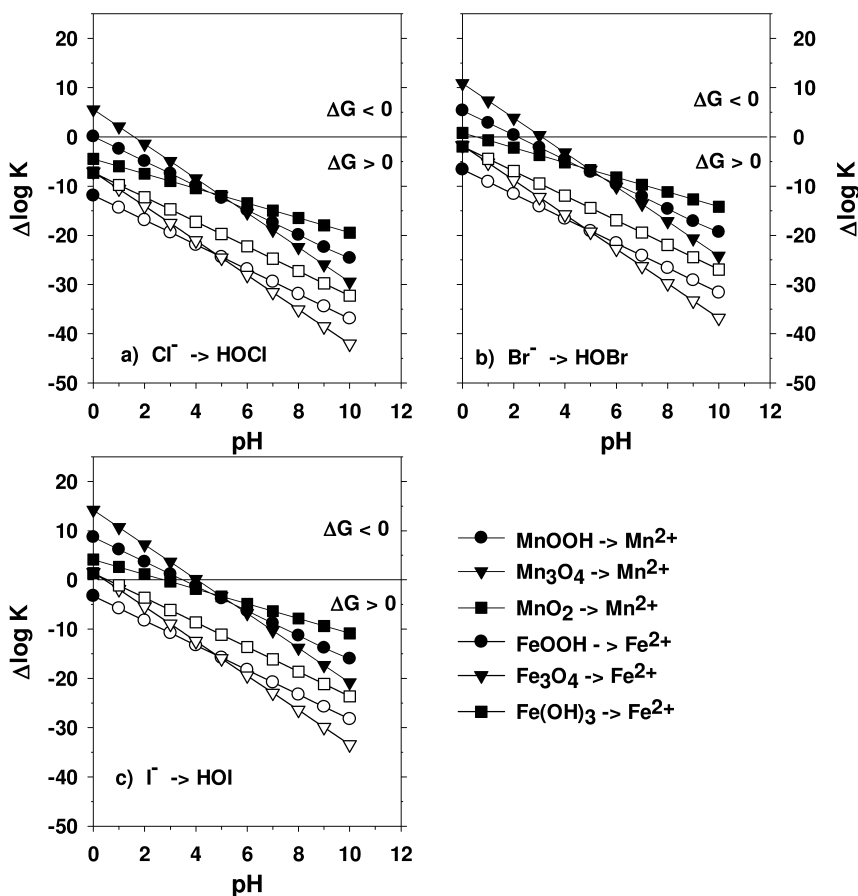 20
10
0
-10
-20
-30
-40
-50
Δlog K
ΔG < 0
ΔG > 0
a) Cl⁻ -> HOCl
0 2 4 6 8 10 12
pH
20
10
0
-10
-20
-30
-40
-50
Δlog K
ΔG < 0
ΔG > 0
b) Br⁻ -> HOBr
0 2 4 6 8 10 12
pH
20
10
0
-10
-20
-30
-40
-50
Δlog K
ΔG < 0
ΔG > 0
c) I⁻ -> HOI
0 2 4 6 8 10 12
pH
MnOOH -> Mn²⁺
Mn₃O₄ -> Mn²⁺
MnO₂ -> Mn²⁺
FeOOH -> Fe²⁺
Fe₃O₄ -> Fe²⁺
Fe(OH)₃ -> Fe²⁺